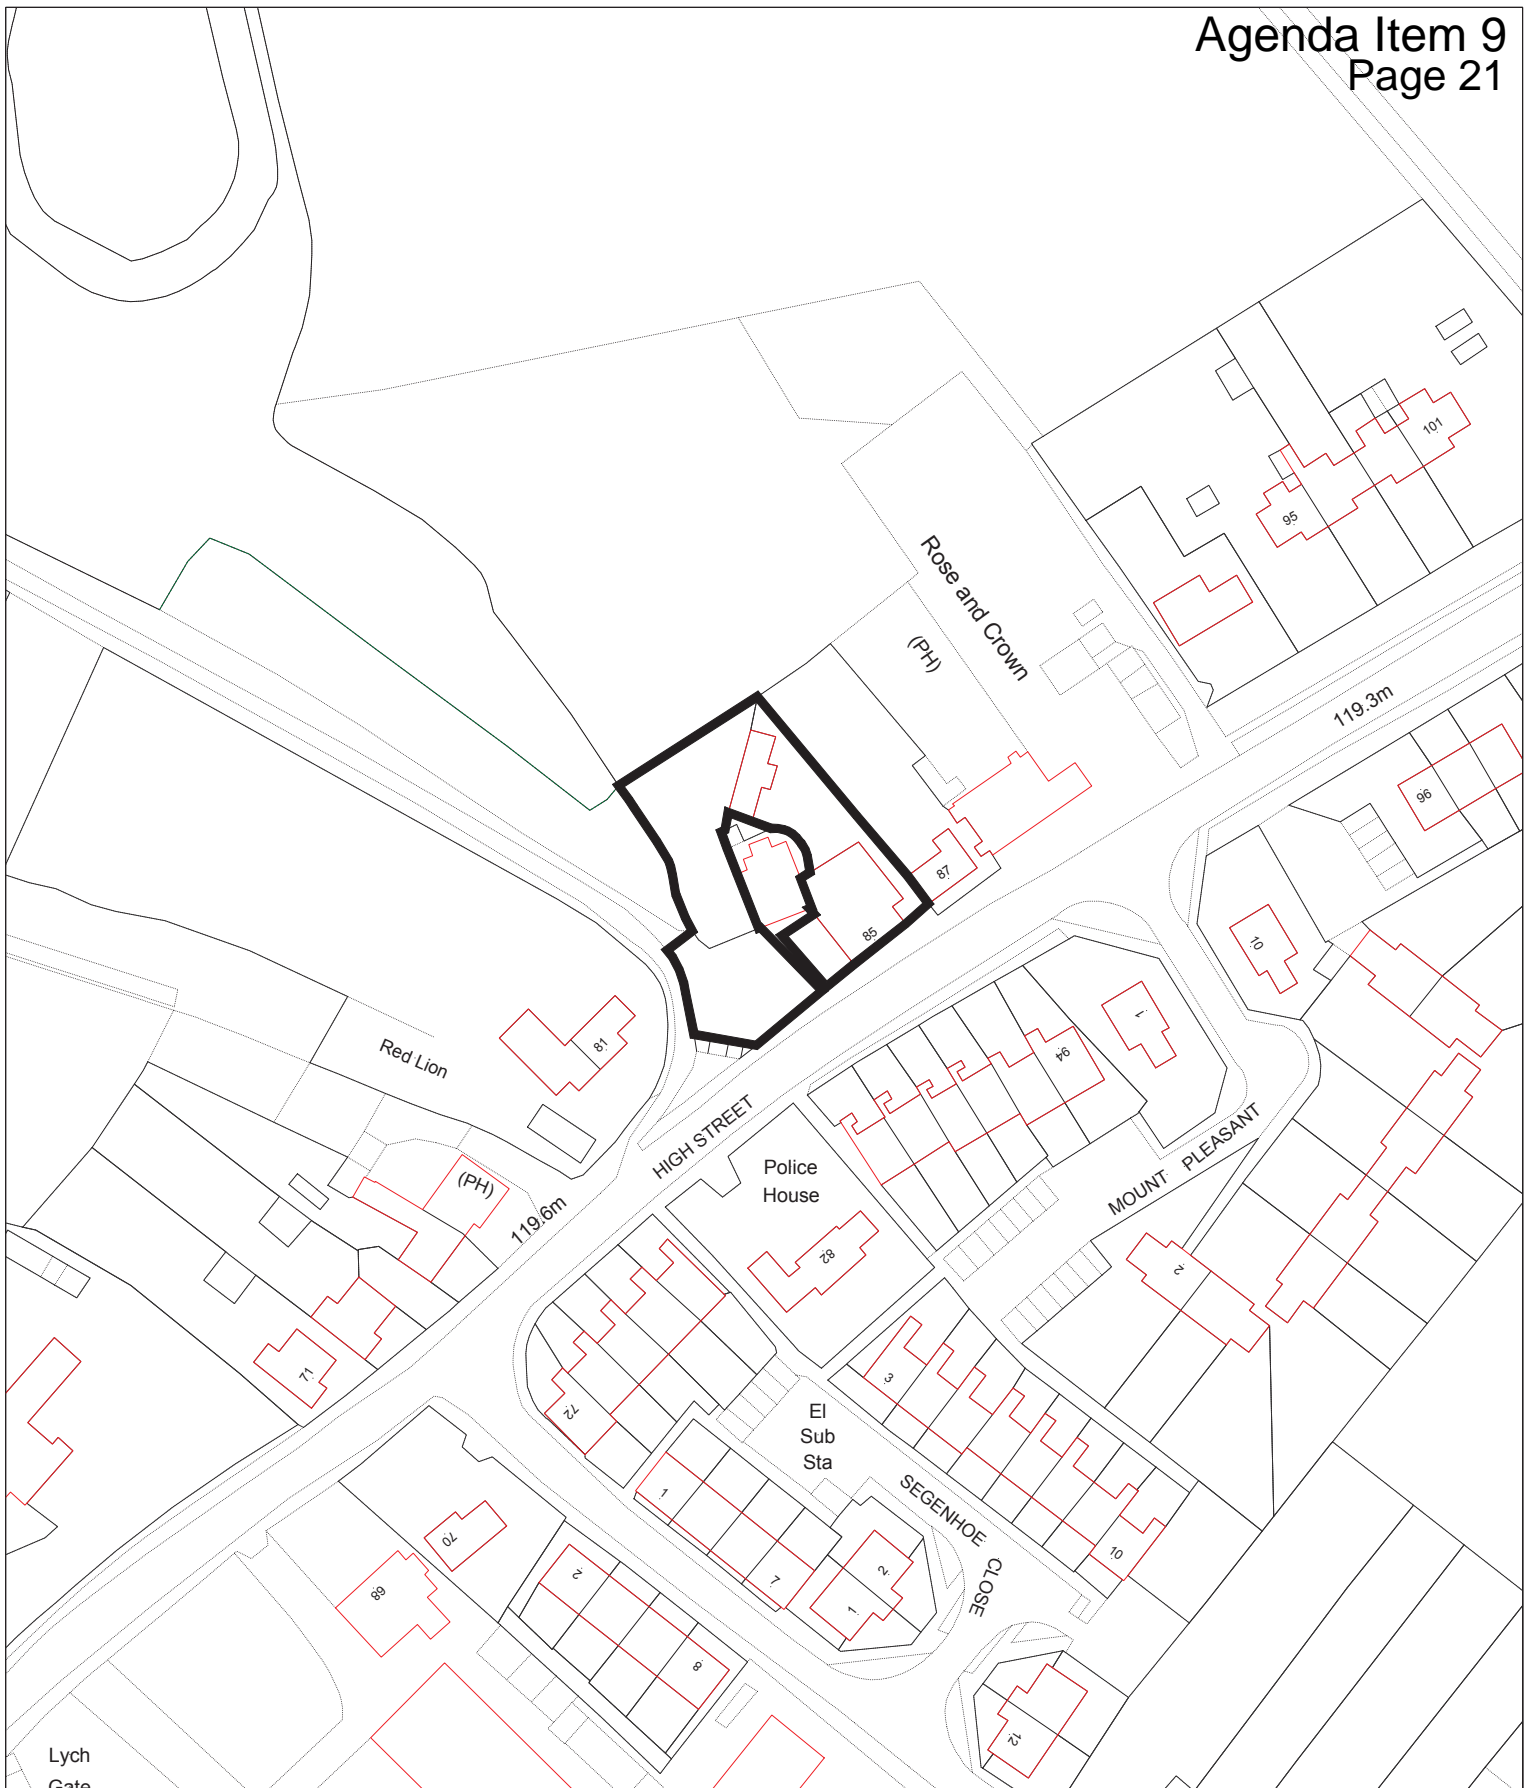 Agenda Item 9
Page 21
101
95
Rose and Crown
(PH)
119.3m
96
87
85
10
1
94
81
Red Lion
HIGH STREET
MOUNT PLEASANT
Police
House
(PH)
119.6m
82
2
71
72
3
El
Sub
Sta
SEGENHOE
CLOSE
1
7
2
1
10
70
68
2
8
12
Lych
Gate